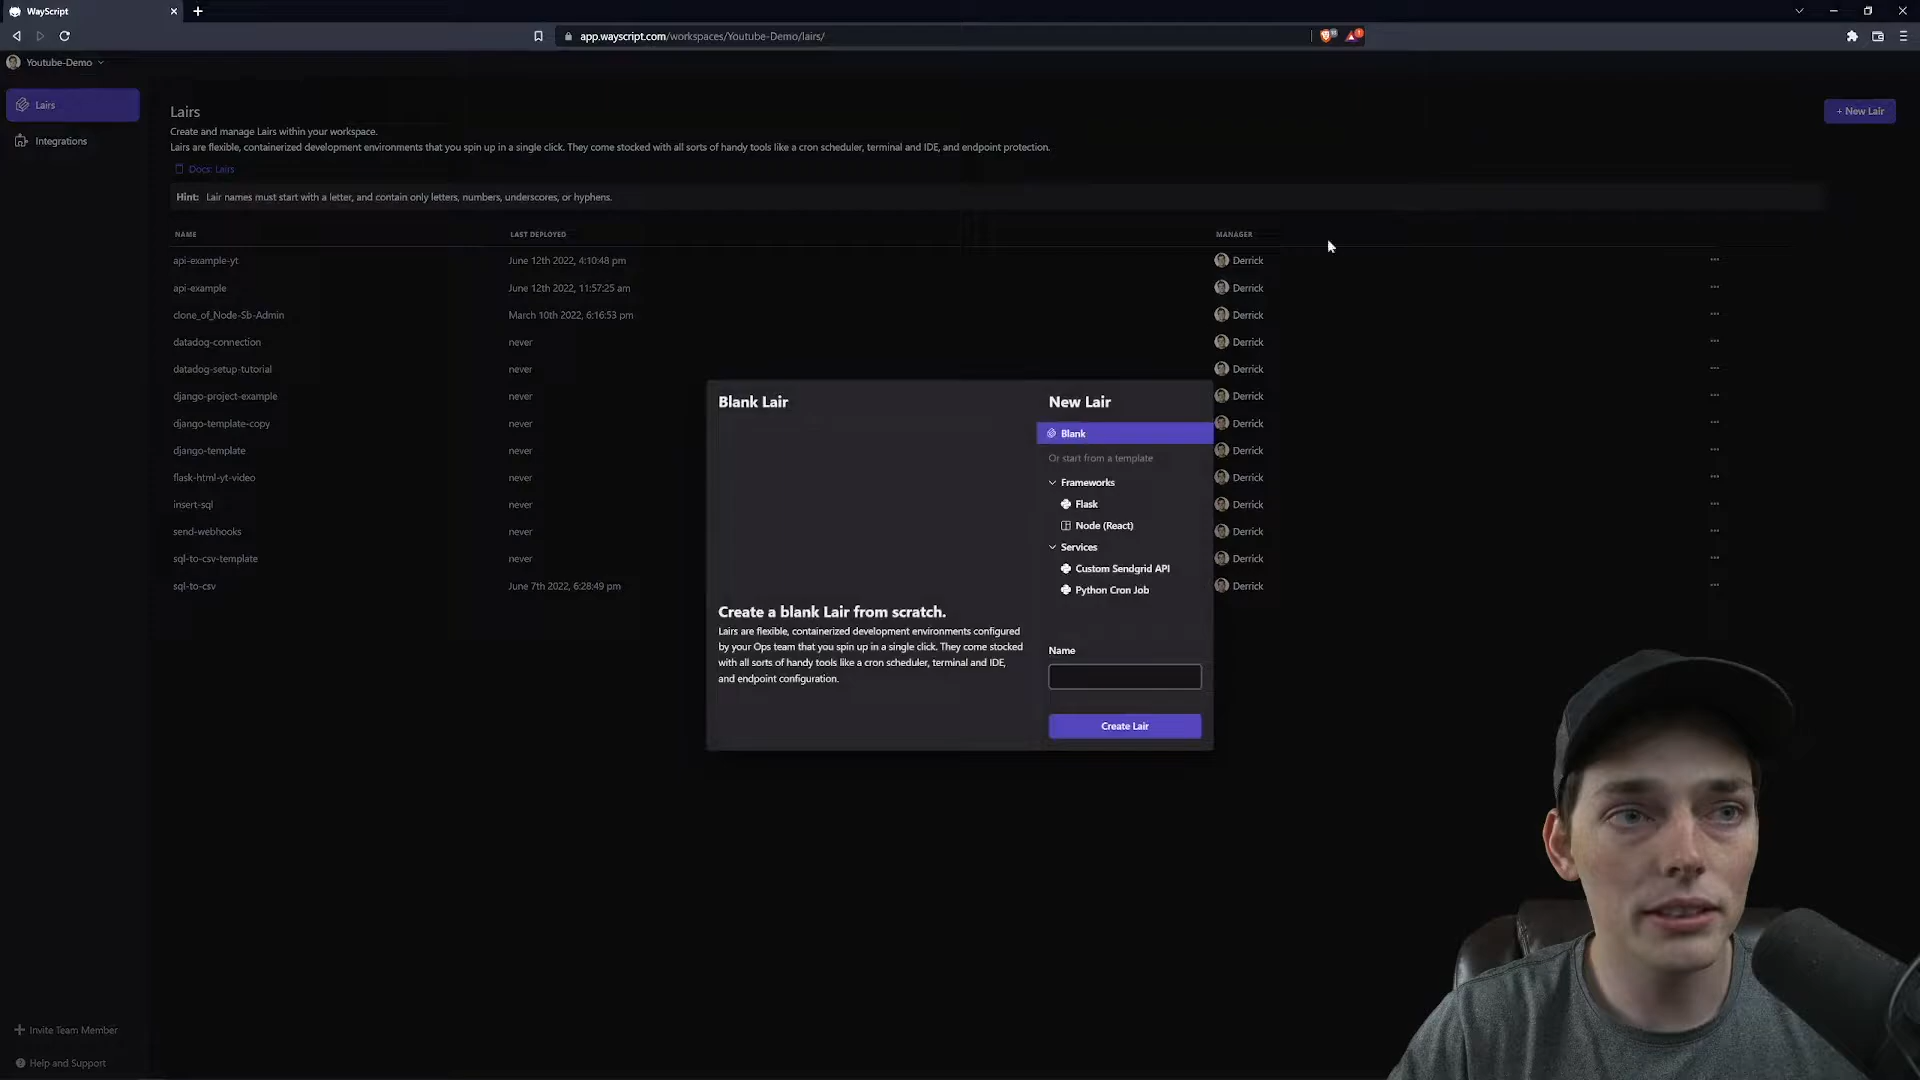 WayScript
app.wayscript.com/workspaces/Youtube-Demo/lairs/
Youtube-Demo
Lairs
Integrations
Lairs
+ New Lair
Create and manage Lairs within your workspace.
Lairs are flexible, containerized development environments that you spin up in a single click. They come stocked with all sorts of handy tools like a cron scheduler, terminal and IDE, and endpoint protection.
Docs: Lairs
Hint: Lair names must start with a letter, and contain only letters, numbers, underscores, or hyphens.
NAME LAST DEPLOYED MANAGER
api-example-yt June 12th 2022, 4:10:48 pm Derrick
api-example June 12th 2022, 11:57:25 am Derrick
clone_of_Node-Sb-Admin March 10th 2022, 6:16:53 pm Derrick
datadog-connection never Derrick
datadog-setup-tutorial never Derrick
django-project-example never Derrick
django-template-copy never Derrick
django-template never Derrick
flask-html-yt-video never Derrick
insert-sql never Derrick
send-webhooks never Derrick
sql-to-csv-template never Derrick
sql-to-csv June 7th 2022, 6:28:49 pm Derrick
Blank Lair
Create a blank Lair from scratch.
Lairs are flexible, containerized development environments configured
by your Ops team that you spin up in a single click. They come stocked
with all sorts of handy tools like a cron scheduler, terminal and IDE,
and endpoint configuration.
New Lair
Blank
Or start from a template
Frameworks
Flask
Node (React)
Services
Custom Sendgrid API
Python Cron Job
Name
Create Lair
Invite Team Member
Help and Support